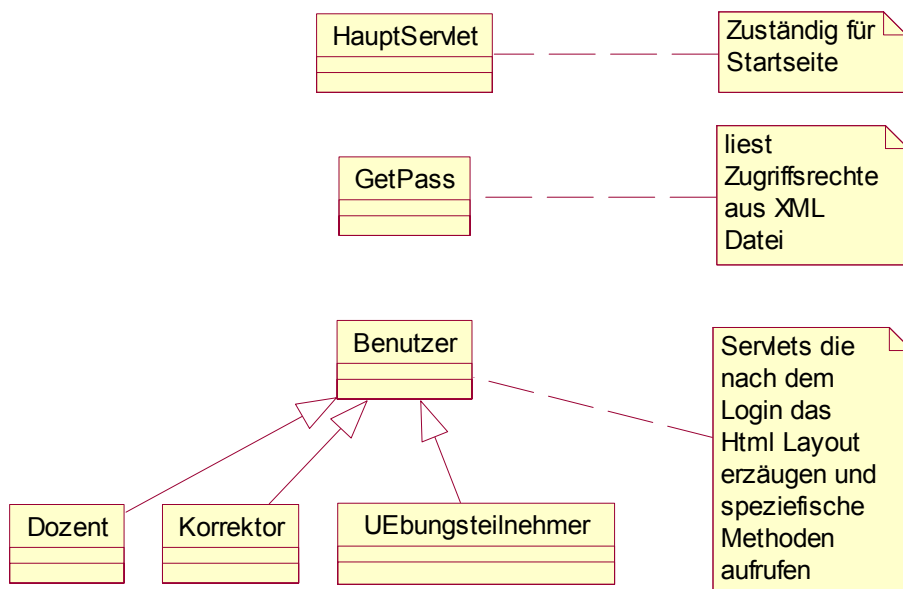 HauptServlet
Zuständig für
Startseite
GetPass
liest
Zugriffsrechte
aus XML
Datei
Benutzer
Servlets die
nach dem
Login das
Html Layout
erzäugen und
speziefische
Methoden
aufrufen
Dozent
Korrektor
UEbungsteilnehmer